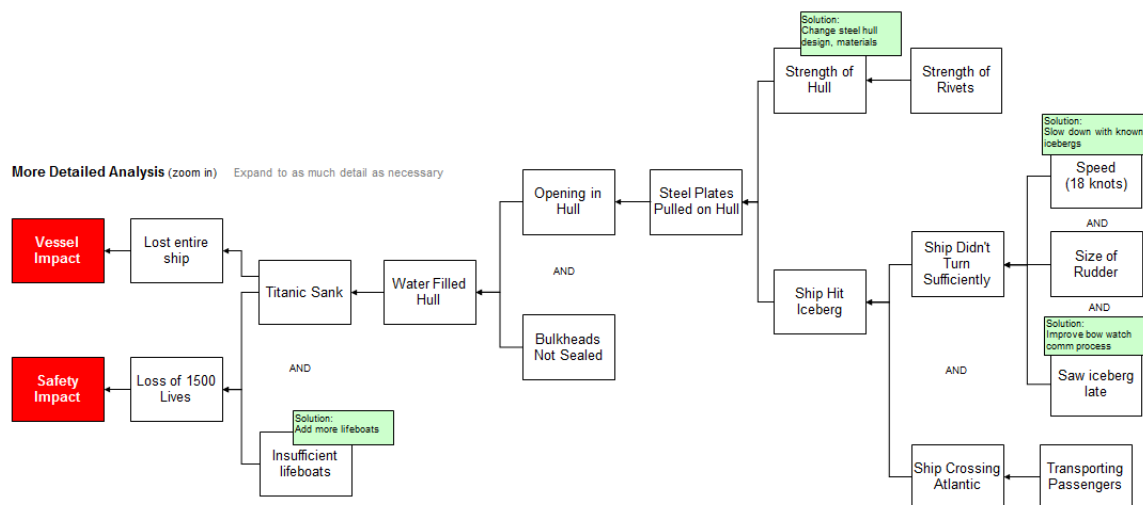 Solution:
Change steel hull
design, materials
Strength of
Hull
Strength of
Rivets
Solution:
Slow down with known
icebergs
Speed
(18 knots)
More Detailed Analysis (zoom in) Expand to as much detail as necessary
Opening in
Hull
Steel Plates
Pulled on Hull
Vessel
Impact
Lost entire
ship
AND
Ship Didn't
Turn
Sufficiently
Size of
Rudder
Titanic Sank
Water Filled
Hull
AND
Ship Hit
Iceberg
AND
Bulkheads
Not Sealed
Solution:
Improve bow watch
comm process
Safety
Impact
Loss of 1500
Lives
AND
AND
Saw iceberg
late
Solution:
Add more lifeboats
Insufficient
lifeboats
Ship Crossing
Atlantic
Transporting
Passengers